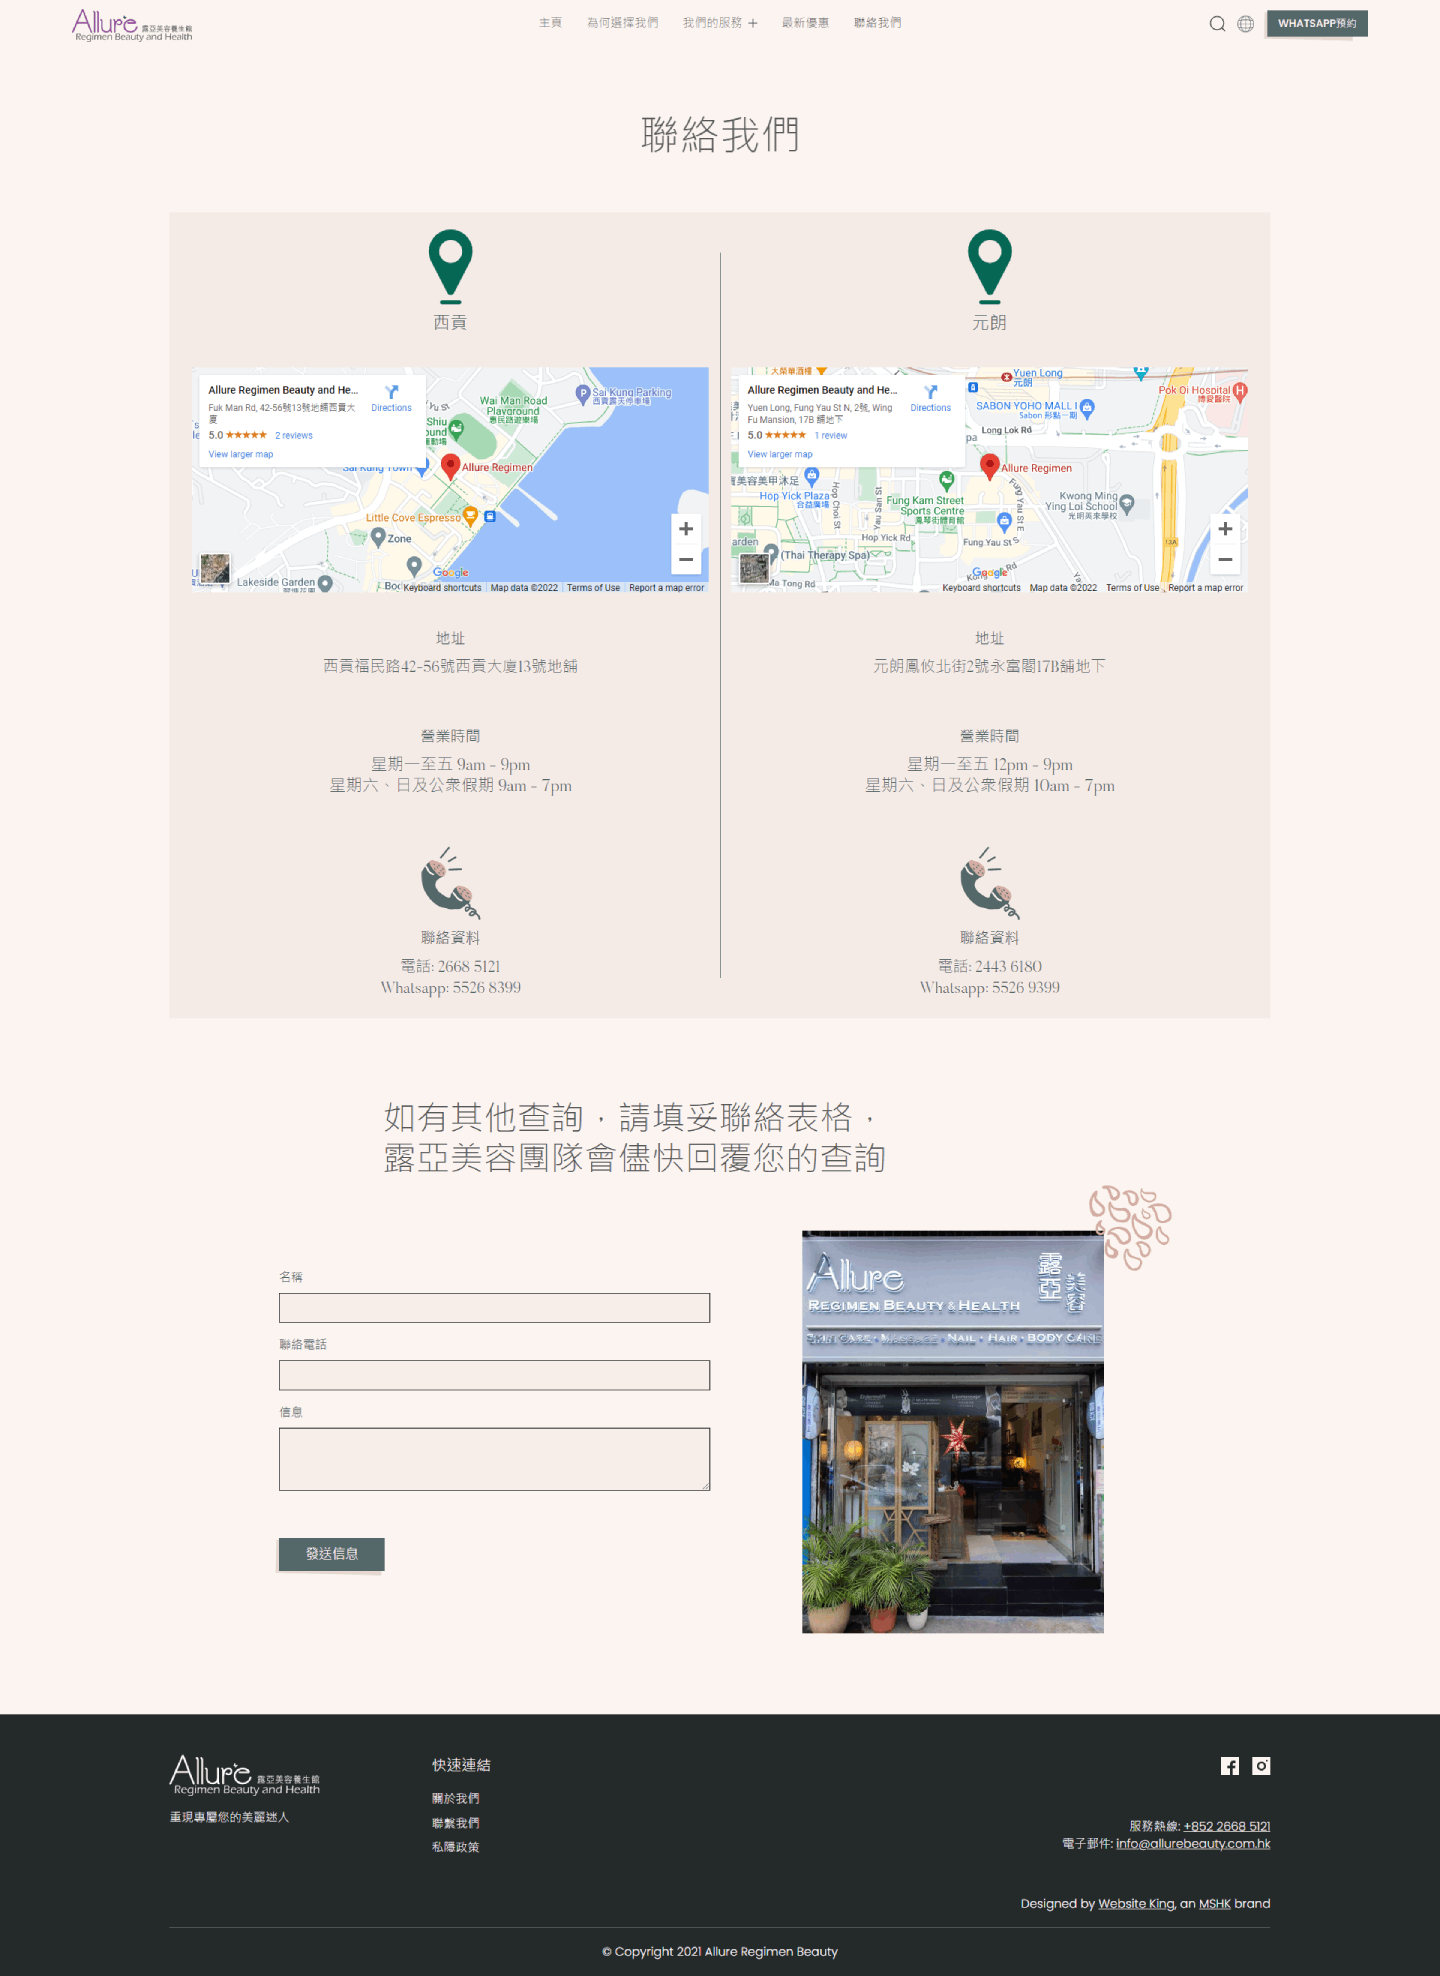 Allure 露亞美容養生館
Regimen Beauty and Health
主頁
為何選擇我們
我們的服務 +
最新優惠
聯絡我們
WHATSAPP預約
聯絡我們
西貢
Allure Regimen Beauty and He...
Fuk Man Rd, 42-56號13號地舖西貢大廈
Directions
5.0 ★★★★★ 2 reviews
View larger map
Wai Man Road
Playground
惠民路遊樂場
Sai Kung Parking
西貢露天停車場
Sai Kung Town
Allure Regimen
Little Cove Espresso
Zone
Lakeside Garden
Google
Keyboard shortcuts
Map data ©2022
Terms of Use
Report a map error
地址
西貢福民路42-56號西貢大廈13號地舖
營業時間
星期一至五 9am - 9pm
星期六、日及公眾假期 9am - 7pm
聯絡資料
電話: 2668 5121
Whatsapp: 5526 8399
元朗
Allure Regimen Beauty and He...
Yuen Long, Fung Yau St N, 2號, Wing Fu Mansion, 17B 舖地下
Directions
5.0 ★★★★★ 1 review
View larger map
大榮華酒樓
Yuen Long
元朗
SABON YOHO MALL I
Sabon 形點一期
Long Lok Rd
Pok Oi Hospital
博愛醫院
Allure Regimen
Hop Yick Plaza
合益廣場
Hop Choi St
Yau San St
Fung Kam Street
Sports Centre
鳳琴街體育館
Hop Yick Rd
Fung Yau St S
Fung Yau St E
Kwong Ming
Ying Loi School
光明英來學校
(Thai Therapy Spa)
Tong Rd
13A
Google
Keyboard shortcuts
Map data ©2022
Terms of Use
Report a map error
地址
元朗鳳攸北街2號永富閣17B舖地下
營業時間
星期一至五 12pm - 9pm
星期六、日及公眾假期 10am - 7pm
聯絡資料
電話: 2443 6180
Whatsapp: 5526 9399
如有其他查詢，請填妥聯絡表格，
露亞美容團隊會儘快回覆您的查詢
名稱
聯絡電話
信息
發送信息
Allure 露亞美容
REGIMEN BEAUTY & HEALTH
SKIN CARE • MASSAGE • NAIL • HAIR • BODY CARE
Allure 露亞美容養生館
Regimen Beauty and Health
重現專屬您的美麗迷人
快速連結
關於我們
聯繫我們
私隱政策
服務熱線: +852 2668 5121
電子郵件: info@allurebeauty.com.hk
Designed by Website King, an MSHK brand
© Copyright 2021 Allure Regimen Beauty